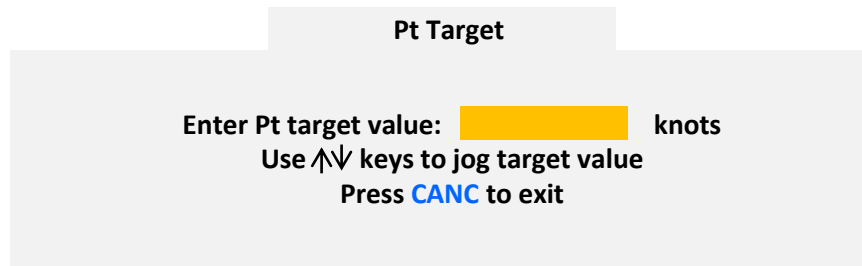 Pt Target
Enter Pt target value: knots
Use ↑↓ keys to jog target value
Press CANC to exit